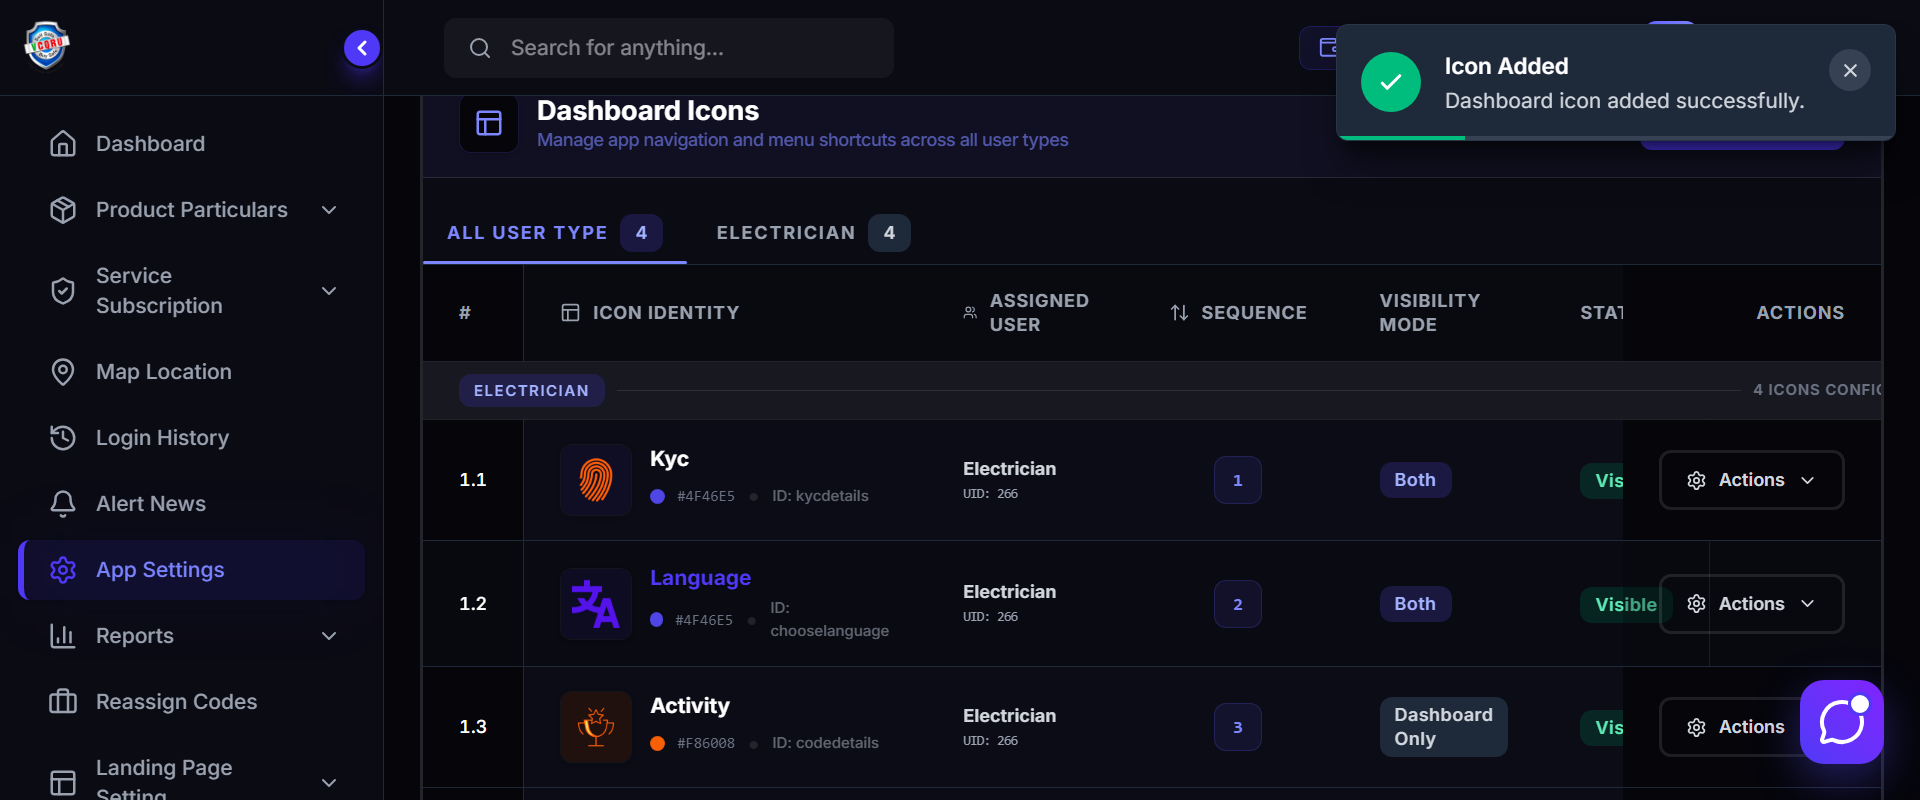 VCQRU
Search for anything...
Icon Added
Dashboard icon added successfully.
Dashboard
Product Particulars
Service
Subscription
Map Location
Login History
Alert News
App Settings
Reports
Reassign Codes
Landing Page
Setting
Dashboard Icons
Manage app navigation and menu shortcuts across all user types
ALL USER TYPE 4 ELECTRICIAN 4
# ICON IDENTITY ASSIGNED USER SEQUENCE VISIBILITY MODE STAT ACTIONS
ELECTRICIAN 4 ICONS CONFIG
1.1 Kyc #4F46E5 ID: kycdetails Electrician UID: 266 1 Both Vis Actions
1.2 Language #4F46E5 ID: chooselanguage Electrician UID: 266 2 Both Visible Actions
1.3 Activity #F86008 ID: codedetails Electrician UID: 266 3 Dashboard Only Vis Actions